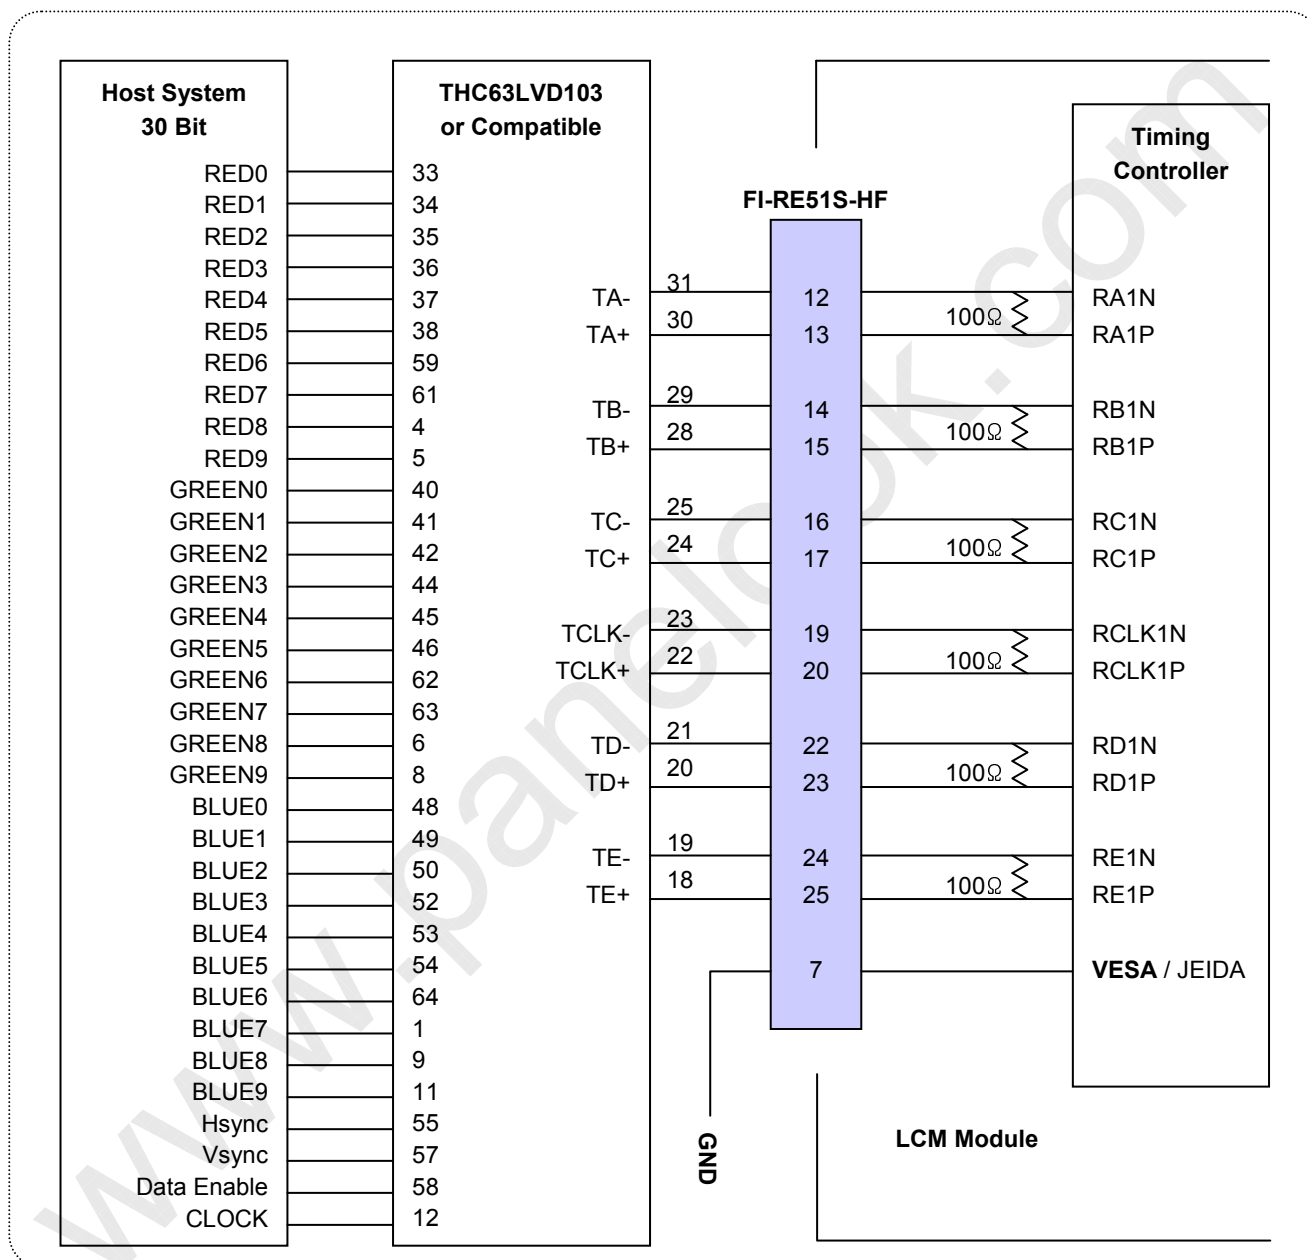 Host System
30 Bit
THC63LVD103
or Compatible
Timing
Controller
FI-RE51S-HF
RED0 33
RED1 34
RED2 35
RED3 36
RED4 37
RED5 38
RED6 59
RED7 61
RED8 4
RED9 5
GREEN0 40
GREEN1 41
GREEN2 42
GREEN3 44
GREEN4 45
GREEN5 46
GREEN6 62
GREEN7 63
GREEN8 6
GREEN9 8
BLUE0 48
BLUE1 49
BLUE2 50
BLUE3 52
BLUE4 53
BLUE5 54
BLUE6 64
BLUE7 1
BLUE8 9
BLUE9 11
Hsync 55
Vsync 57
Data Enable 58
CLOCK 12
TA- 31 12 RA1N
100Ω
TA+ 30 13 RA1P
TB- 29 14 RB1N
100Ω
TB+ 28 15 RB1P
TC- 25 16 RC1N
100Ω
TC+ 24 17 RC1P
TCLK- 23 19 RCLK1N
100Ω
TCLK+ 22 20 RCLK1P
TD- 21 22 RD1N
100Ω
TD+ 20 23 RD1P
TE- 19 24 RE1N
100Ω
TE+ 18 25 RE1P
7 VESA / JEIDA
GND
LCM Module
www.panelook.com